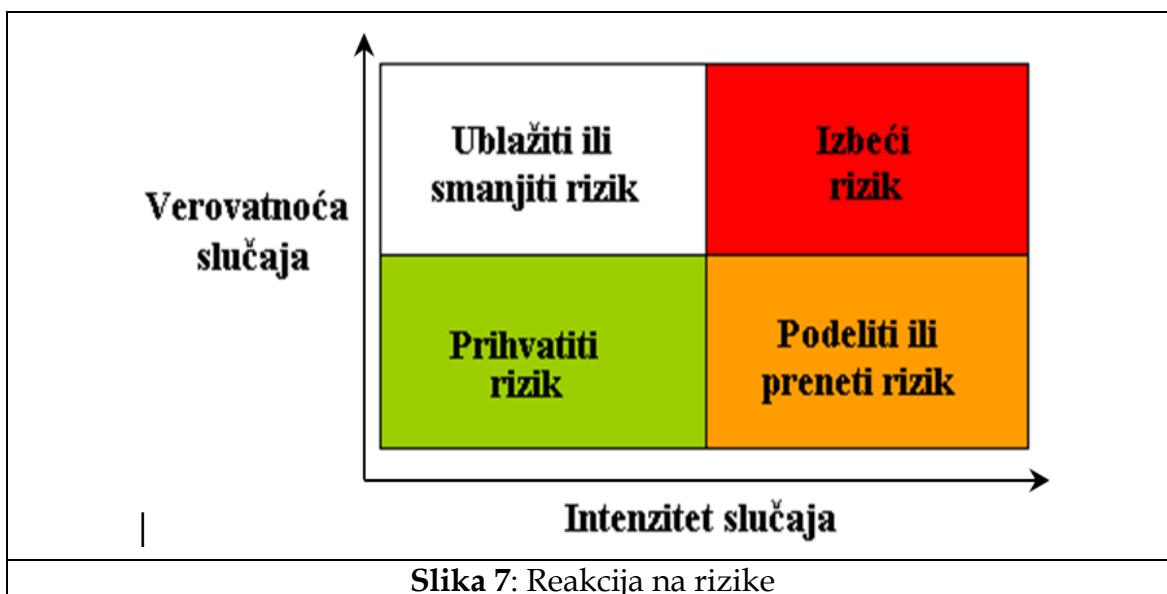 Ublažiti ili
smanjiti rizik
Izbeći
rizik
Verovatnoća
slučaja
Prihvatiti
rizik
Podeliti ili
preneti rizik
Intenzitet slučaja
Slika 7: Reakcija na rizike